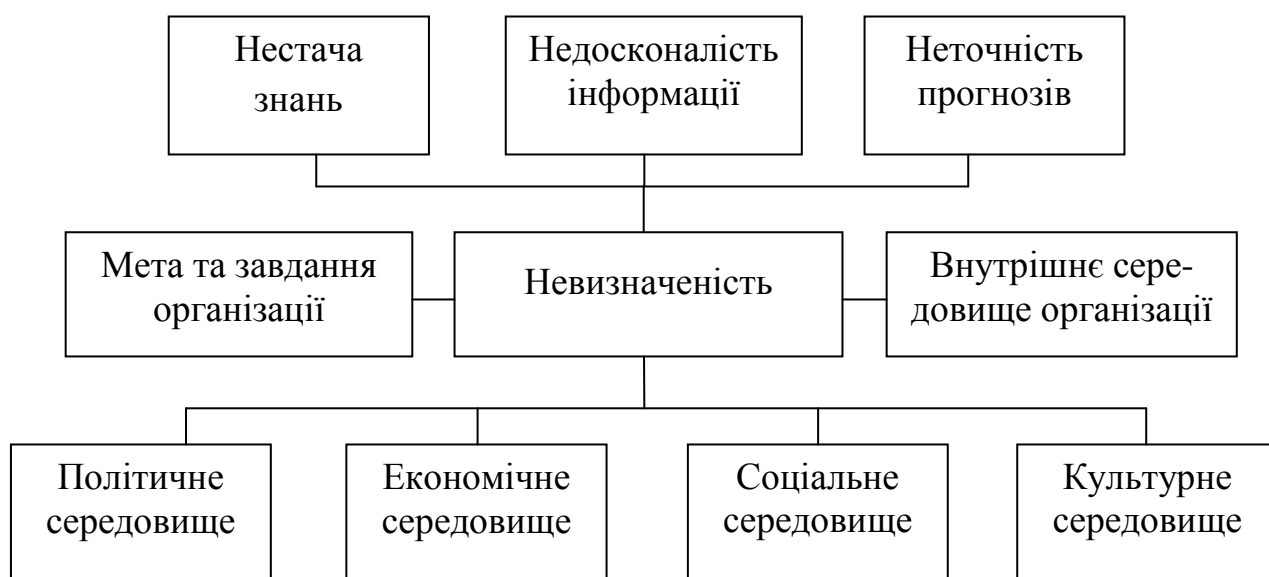 Нестача
знань
Недосконалість
інформації
Неточність
прогнозів
Мета та завдання
організації
Невизначеність
Внутрішнє сере-
довище організації
Політичне
середовище
Економічне
середовище
Соціальне
середовище
Культурне
середовище